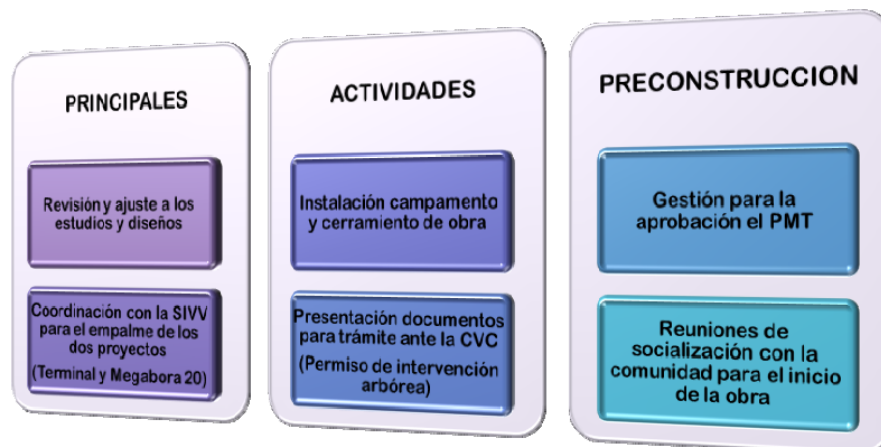 PRINCIPALES
Revisión y ajuste a los
estudios y diseños
Coordinación con la SIVV
para el empalme de los
dos proyectos
(Terminal y Megabora 20)
ACTIVIDADES
Instalación campamento
y cerramiento de obra
Presentación documentos
para trámite ante la CVC
(Permiso de intervención
arbórea)
PRECONSTRUCCION
Gestión para la
aprobación el PMT
Reuniones de
socialización con la
comunidad para el inicio
de la obra